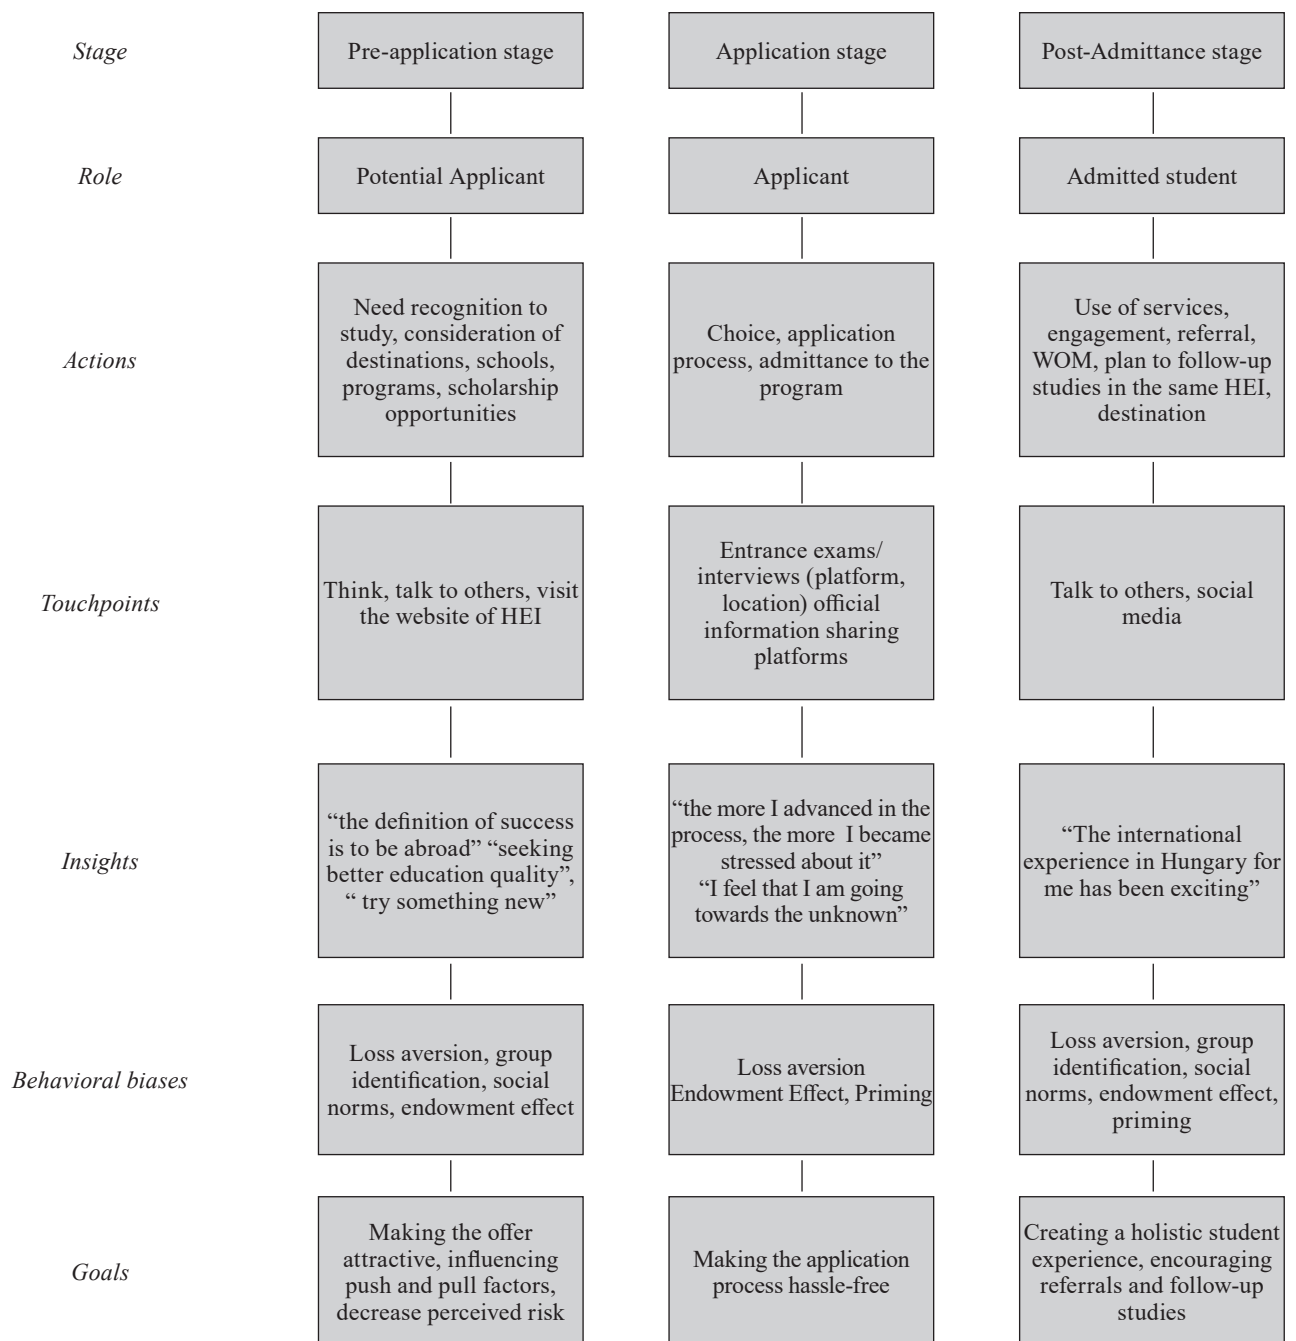 Stage
Pre-application stage
Application stage
Post-Admittance stage
Role
Potential Applicant
Applicant
Admitted student
Actions
Need recognition to
study, consideration of
destinations, schools,
programs, scholarship
opportunities
Choice, application
process, admittance to the
program
Use of services,
engagement, referral,
WOM, plan to follow-up
studies in the same HEI,
destination
Touchpoints
Think, talk to others, visit
the website of HEI
Entrance exams/
interviews (platform,
location) official
information sharing
platforms
Talk to others, social
media
Insights
“the definition of success
is to be abroad” “seeking
better education quality”,
“ try something new”
“the more I advanced in the
process, the more I became
stressed about it”
“I feel that I am going
towards the unknown”
“The international
experience in Hungary for
me has been exciting”
Behavioral biases
Loss aversion, group
identification, social
norms, endowment effect
Loss aversion
Endowment Effect, Priming
Loss aversion, group
identification, social
norms, endowment effect,
priming
Goals
Making the offer
attractive, influencing
push and pull factors,
decrease perceived risk
Making the application
process hassle-free
Creating a holistic student
experience, encouraging
referrals and follow-up
studies